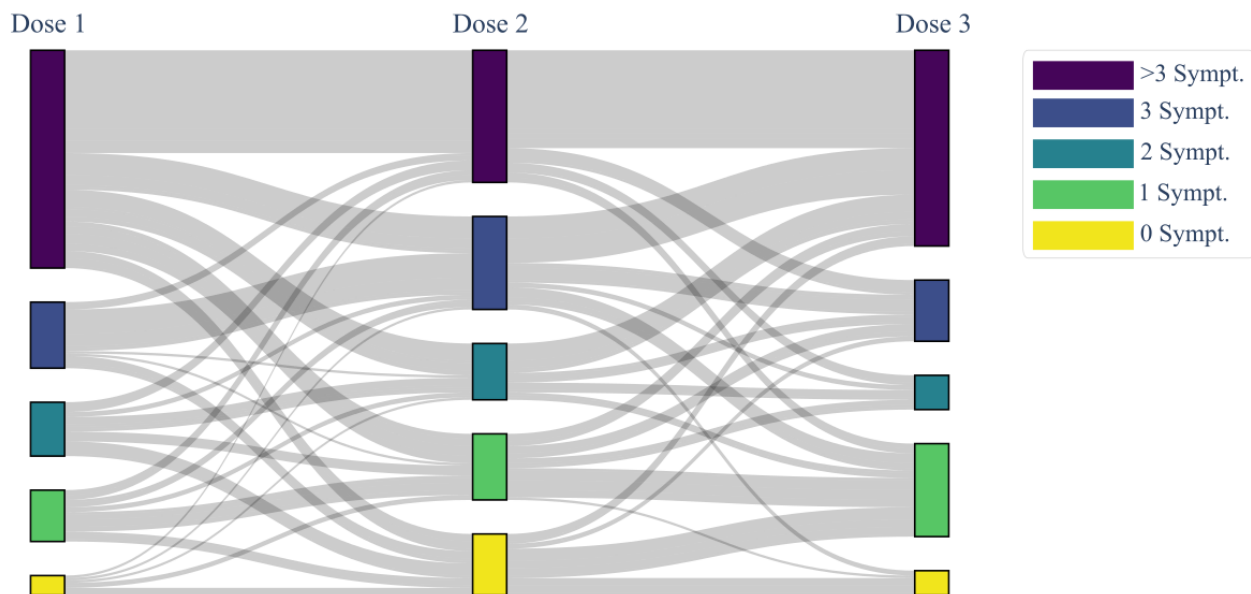 Dose 1
Dose 2
Dose 3
>3 Sympt.
3 Sympt.
2 Sympt.
1 Sympt.
0 Sympt.